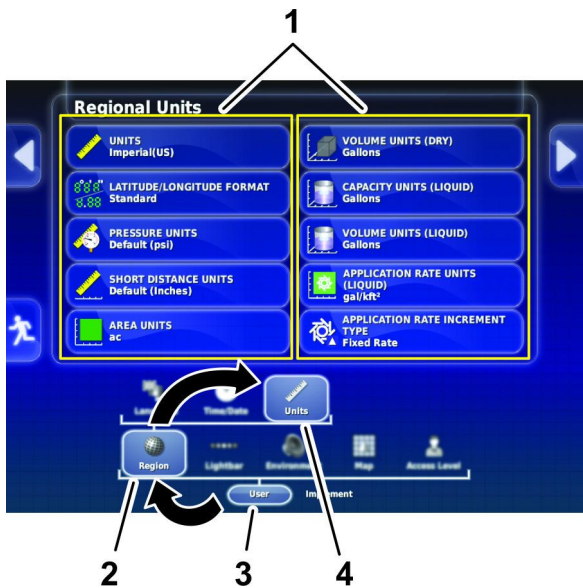 1
Regional Units
UNITS
Imperial(US)
VOLUME UNITS (DRY)
Gallons
LATITUDE/LONGITUDE FORMAT
Standard
CAPACITY UNITS (LIQUID)
Gallons
PRESSURE UNITS
Default (psi)
VOLUME UNITS (LIQUID)
Gallons
SHORT DISTANCE UNITS
Default (Inches)
APPLICATION RATE UNITS
(LIQUID)
gal/kft²
AREA UNITS
ac
APPLICATION RATE INCREMENT
TYPE
Fixed Rate
Time/Date
Units
Region
Lightbar
Map
Access Level
User
Implement
2
3
4